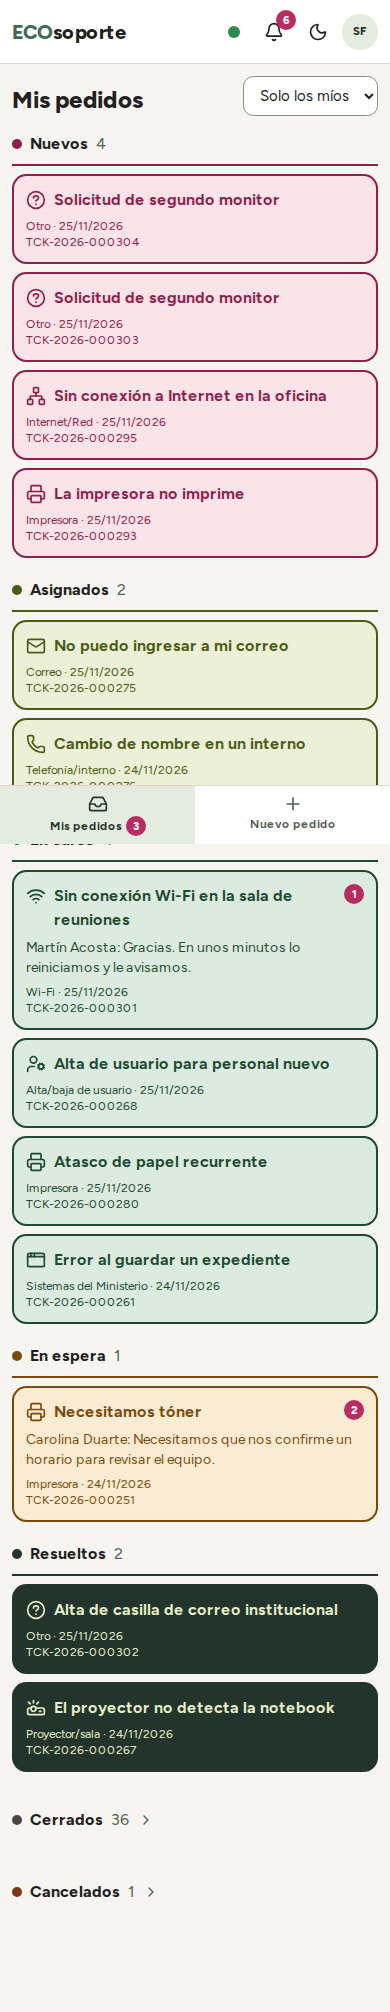 ECOsoporte
6
SF
Mis pedidos
Solo los míos
Nuevos 4
Solicitud de segundo monitor
Otro · 25/11/2026
TCK-2026-000304
Solicitud de segundo monitor
Otro · 25/11/2026
TCK-2026-000303
Sin conexión a Internet en la oficina
Internet/Red · 25/11/2026
TCK-2026-000295
La impresora no imprime
Impresora · 25/11/2026
TCK-2026-000293
Asignados 2
No puedo ingresar a mi correo
Correo · 25/11/2026
TCK-2026-000275
Cambio de nombre en un interno
Telefonía/interno · 24/11/2026
Mis pedidos 3
Nuevo pedido
Sin conexión Wi-Fi en la sala de
reuniones
1
Martín Acosta: Gracias. En unos minutos lo
reiniciamos y le avisamos.
Wi-Fi · 25/11/2026
TCK-2026-000301
Alta de usuario para personal nuevo
Alta/baja de usuario · 25/11/2026
TCK-2026-000268
Atasco de papel recurrente
Impresora · 25/11/2026
TCK-2026-000280
Error al guardar un expediente
Sistemas del Ministerio · 24/11/2026
TCK-2026-000261
En espera 1
Necesitamos tóner
2
Carolina Duarte: Necesitamos que nos confirme un
horario para revisar el equipo.
Impresora · 24/11/2026
TCK-2026-000251
Resueltos 2
Alta de casilla de correo institucional
Otro · 25/11/2026
TCK-2026-000302
El proyector no detecta la notebook
Proyector/sala · 24/11/2026
TCK-2026-000267
Cerrados 36
Cancelados 1